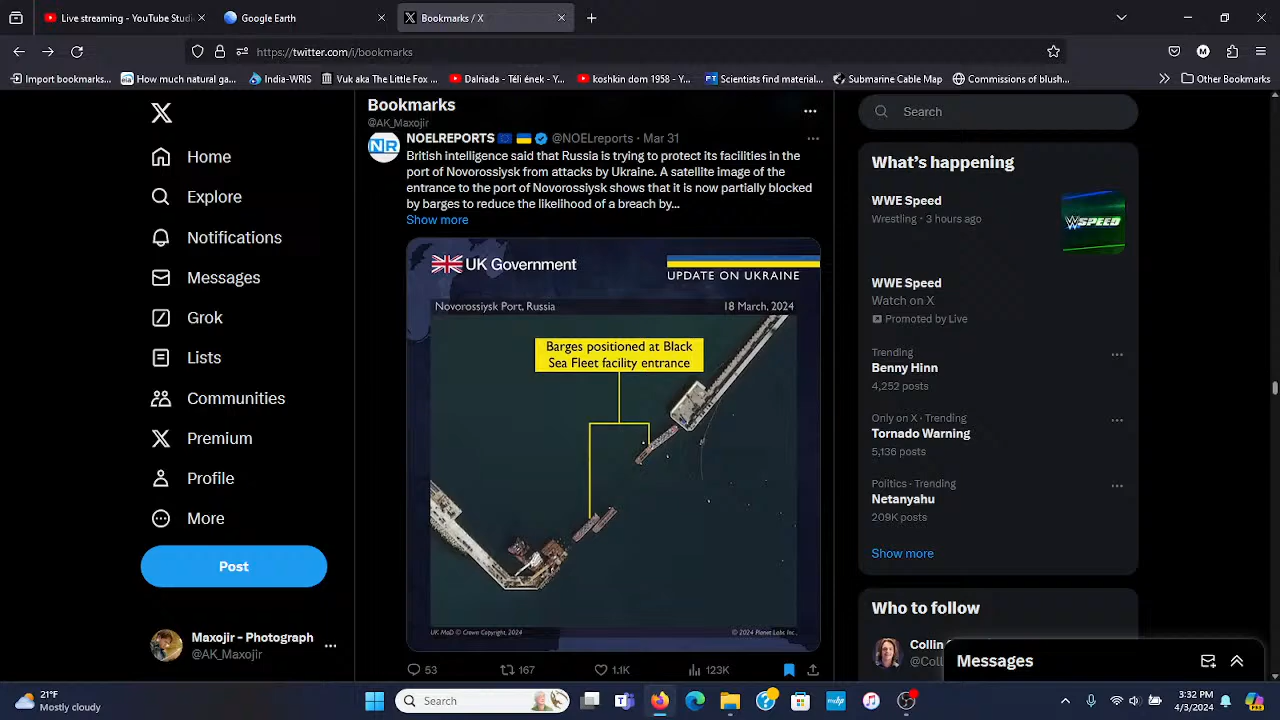 Live streaming - YouTube Studi
Google Earth
Bookmarks / X
https://twitter.com/i/bookmarks
Import bookmarks...
eia
How much natural ga...
India-WRIS
Vuk aka The Little Fox ...
Dalriada - Téli ének - Y...
koshkin dom 1958 - Y...
FT
Scientists find material...
Submarine Cable Map
Commissions of blush...
Other Bookmarks
Home
Explore
Notifications
Messages
Grok
Lists
Communities
Premium
Profile
More
Post
Maxojir - Photograph
@AK_Maxojir
Bookmarks
@AK_Maxojir
NR
NOELREPORTS @NOELreports · Mar 31
British intelligence said that Russia is trying to protect its facilities in the
port of Novorossiysk from attacks by Ukraine. A satellite image of the
entrance to the port of Novorossiysk shows that it is now partially blocked
by barges to reduce the likelihood of a breach by...
Show more
UK Government
UPDATE ON UKRAINE
Novorossiysk Port, Russia 18 March, 2024
Barges positioned at Black
Sea Fleet facility entrance
UK MoD © Crown Copyright, 2024 © 2024 Planet Labs Inc.
53 167 1.1K 123K
Search
What's happening
WWE Speed
Wrestling · 3 hours ago
SPEED
WWE Speed
Watch on X
Promoted by Live
Trending
Benny Hinn
4,252 posts
Only on X · Trending
Tornado Warning
5,136 posts
Politics · Trending
Netanyahu
209K posts
Show more
Who to follow
Collin
@Coll
Messages
21°F
Mostly cloudy
Search
3:32 PM
4/5/2024